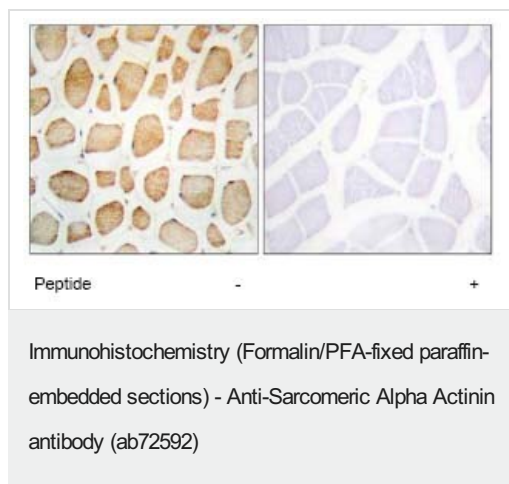 Peptide - +
Immunohistochemistry (Formalin/PFA-fixed paraffin-
embedded sections) - Anti-Sarcomeric Alpha Actinin
antibody (ab72592)